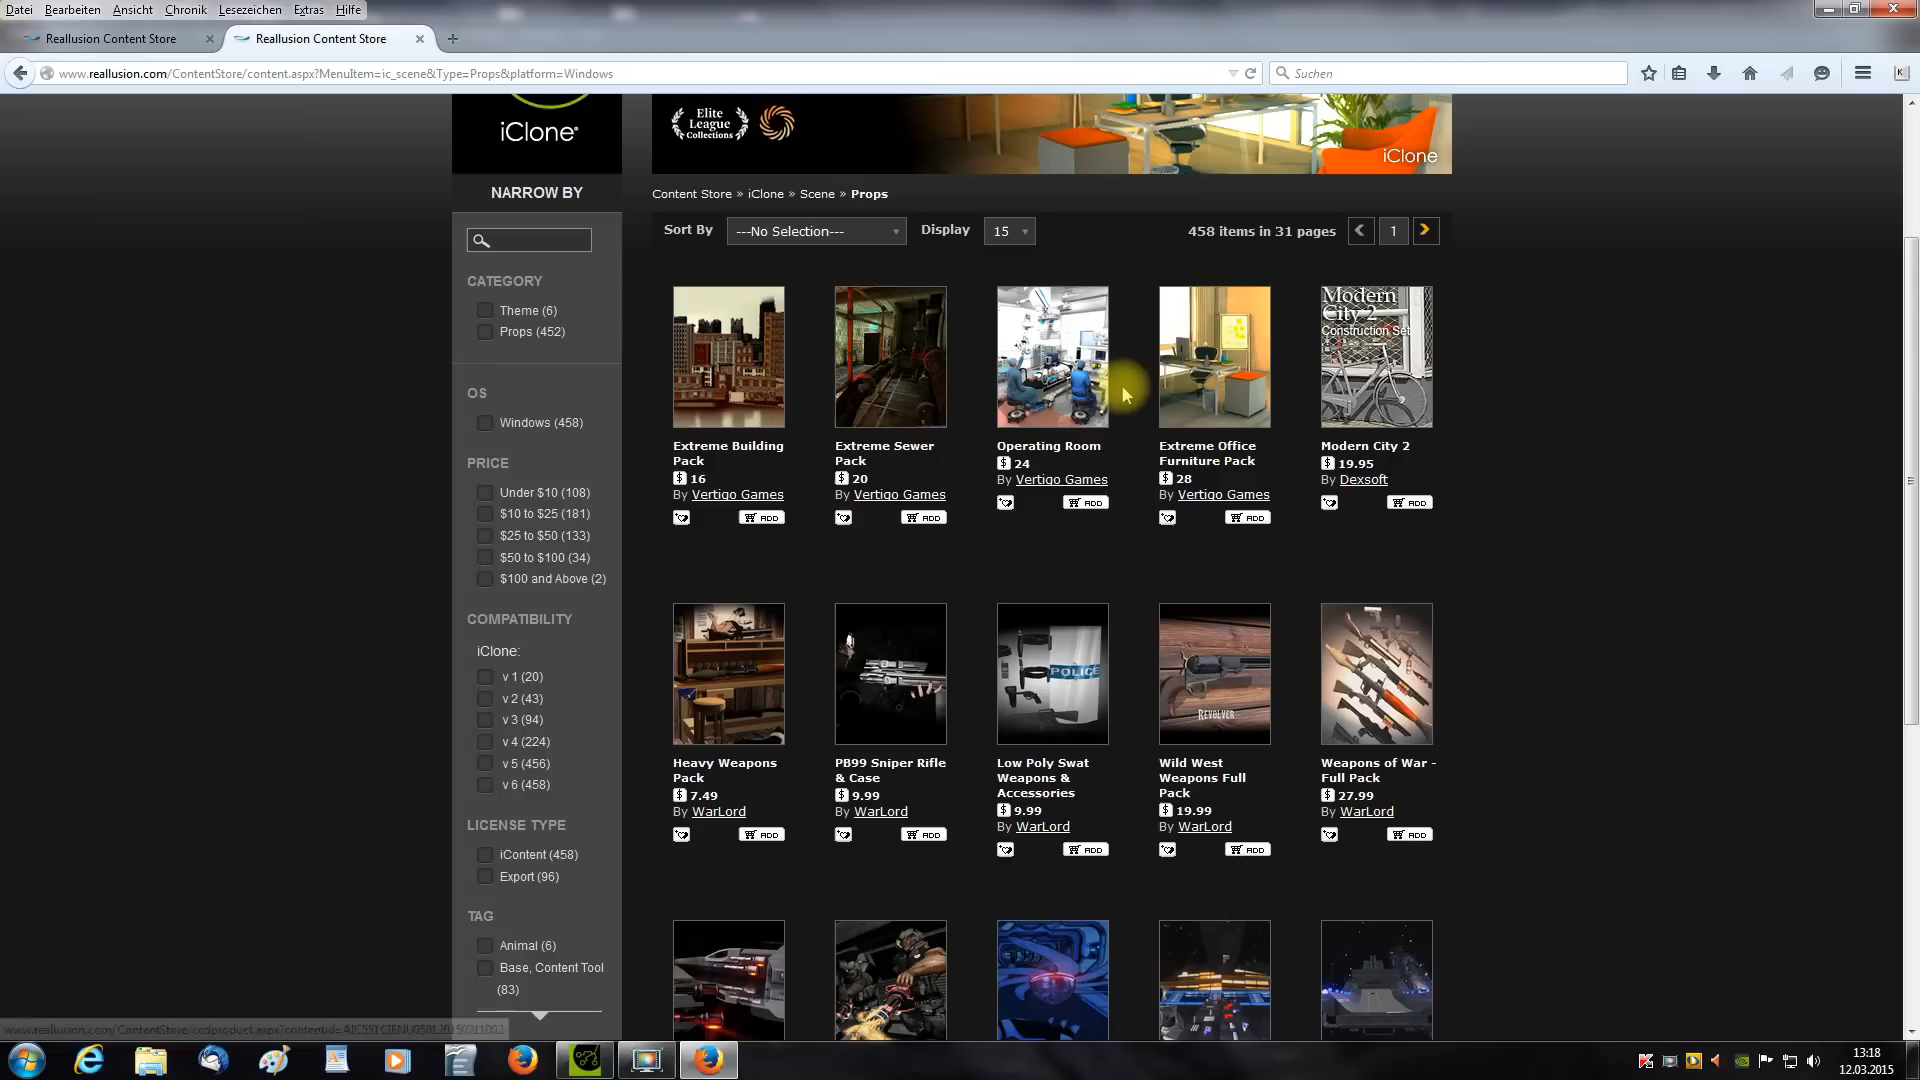 Datei Bearbeiten Ansicht Chronik Lesezeichen Extras Hilfe
Reallusion Content Store × Reallusion Content Store × +
www.reallusion.com/ContentStore/content.aspx?MenuItem=ic_scene&Type=Props&platform=Windows
Suchen
iClone®
Elite
League
Collections
iClone
NARROW BY
Content Store » iClone » Scene » Props
Sort By ---No Selection--- Display 15 458 items in 31 pages 1
CATEGORY
Theme (6)
Props (452)
OS
Windows (458)
PRICE
Under $10 (108)
$10 to $25 (181)
$25 to $50 (133)
$50 to $100 (34)
$100 and Above (2)
COMPATIBILITY
iClone:
v 1 (20)
v 2 (43)
v 3 (94)
v 4 (224)
v 5 (456)
v 6 (458)
LICENSE TYPE
iContent (458)
Export (96)
TAG
Animal (6)
Base, Content Tool
(83)
Extreme Building
Pack
$ 16
By Vertigo Games
ADD
Extreme Sewer
Pack
$ 20
By Vertigo Games
ADD
Operating Room
$ 24
By Vertigo Games
ADD
Extreme Office
Furniture Pack
$ 28
By Vertigo Games
ADD
Modern
City 2
Construction Set
Modern City 2
$ 19.95
By Dexsoft
ADD
Heavy Weapons
Pack
$ 7.49
By WarLord
ADD
PB99 Sniper Rifle
& Case
$ 9.99
By WarLord
ADD
POLICE
Low Poly Swat
Weapons &
Accessories
$ 9.99
By WarLord
ADD
REVOLVER
Wild West
Weapons Full
Pack
$ 19.99
By WarLord
ADD
Weapons of War -
Full Pack
$ 27.99
By WarLord
ADD
13:18
12.03.2015